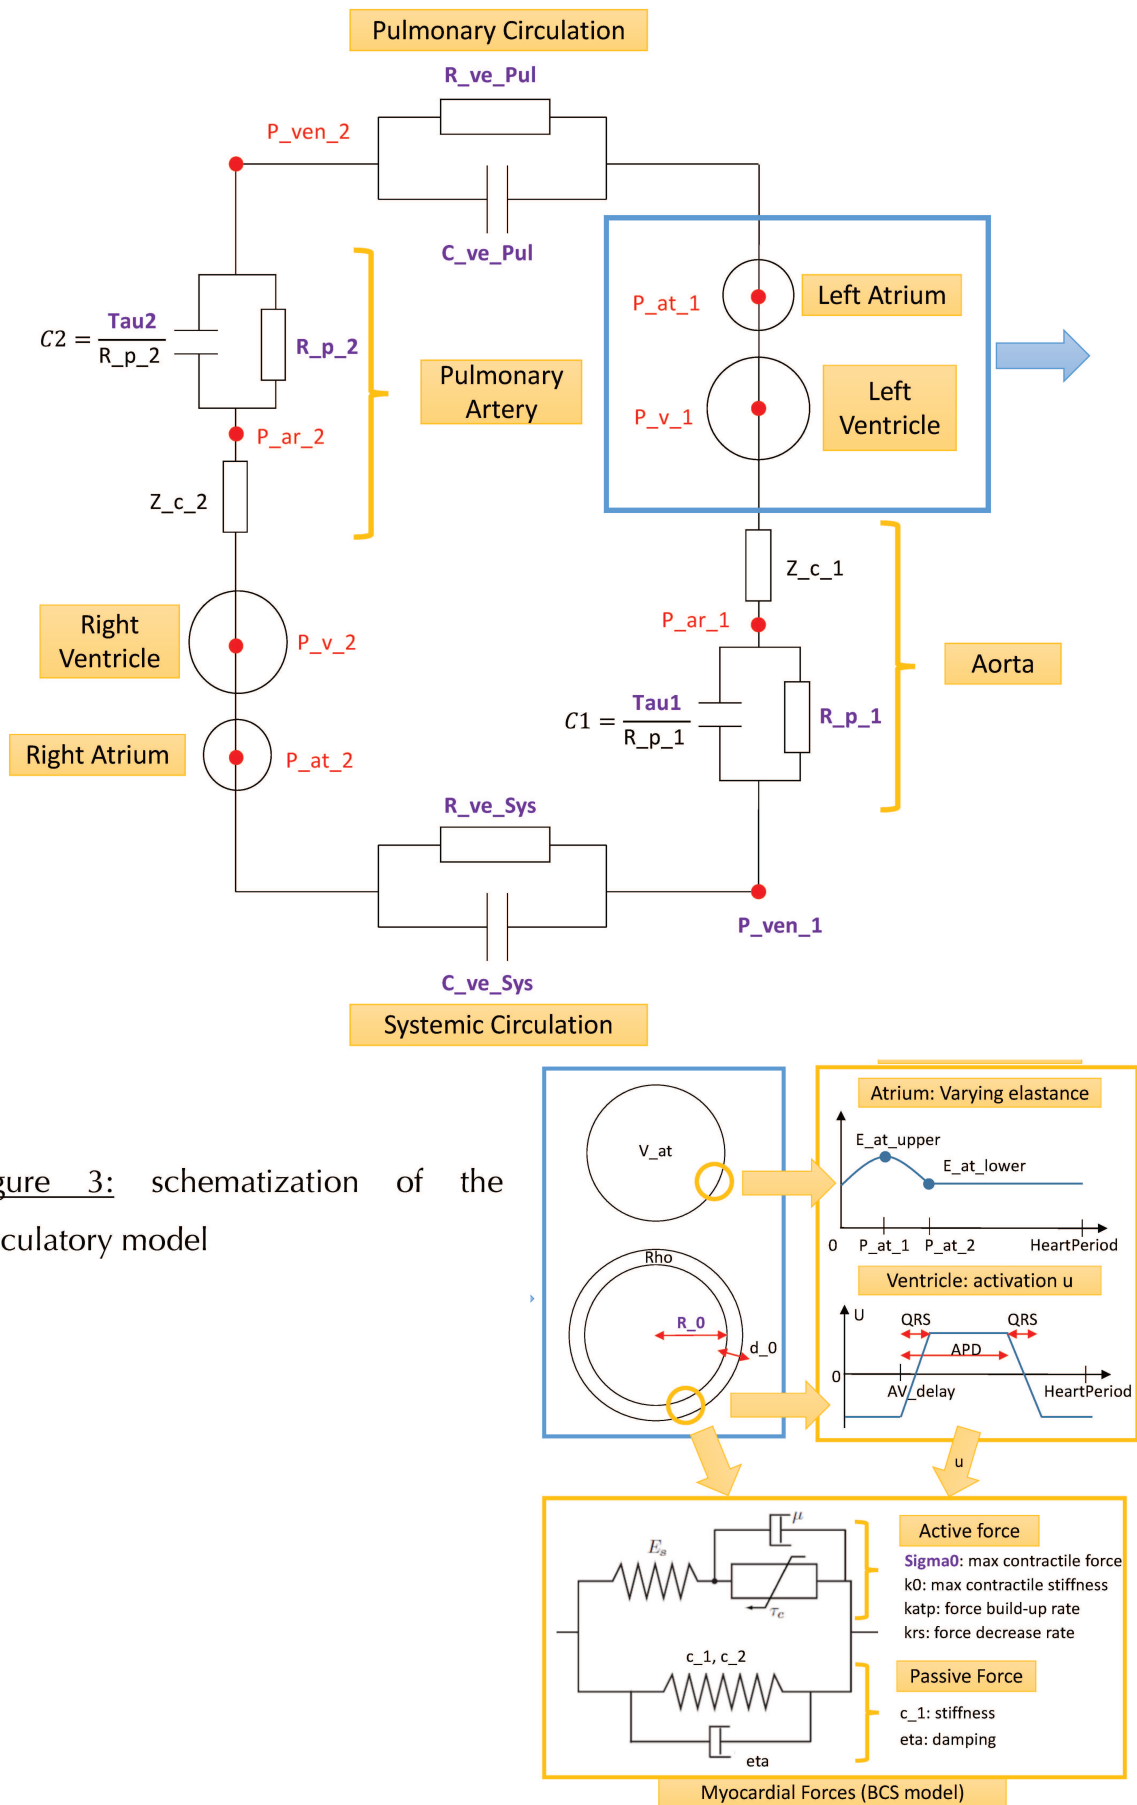 Pulmonary Circulation
R_ve_Pul
P_ven_2
C_ve_Pul
P_at_1
Left Atrium
C2 = Tau2
R_p_2
R_p_2
Pulmonary
Artery
P_v_1
Left
Ventricle
P_ar_2
Z_c_2
Z_c_1
P_ar_1
Right
Ventricle
P_v_2
Aorta
C1 = Tau1
R_p_1
R_p_1
Right Atrium
P_at_2
R_ve_Sys
P_ven_1
C_ve_Sys
Systemic Circulation
gure 3: schematization of the
culatory model
V_at
Rho
R_0
d_0
Atrium: Varying elastance
E_at_upper
E_at_lower
0
P_at_1
P_at_2
HeartPeriod
Ventricle: activation u
U
QRS
QRS
APD
0
AV_delay
HeartPeriod
u
μ
E_s
τ_c
c_1, c_2
eta
Active force
Sigma0: max contractile force
k0: max contractile stiffness
katp: force build-up rate
krs: force decrease rate
Passive Force
c_1: stiffness
eta: damping
Myocardial Forces (BCS model)